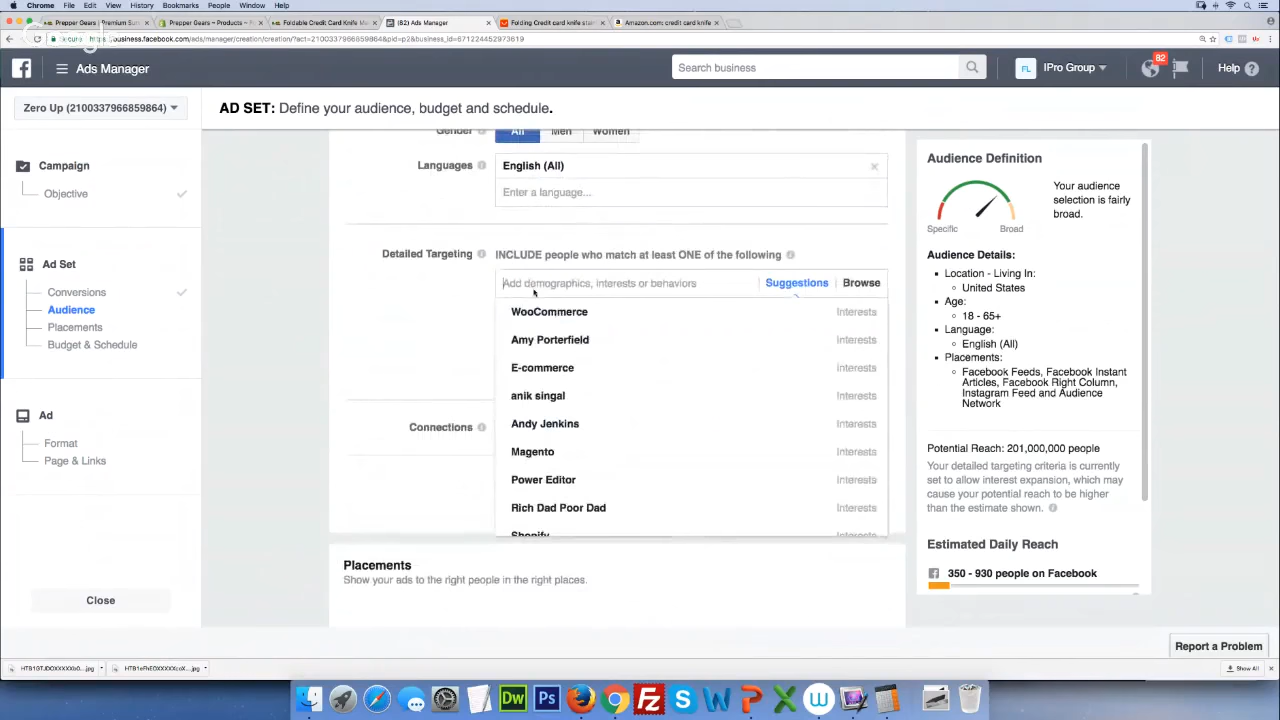 Chrome File Edit View History Bookmarks People Window Help
Prepper Gears | Premium Su Prepper Gears ~ Products ~ Foldable Credit Card Knife (82) Ads Manager Folding Credit card knife Amazon.com: credit card knife
business.facebook.com/ads/manager/creation/creation/?act=2100337966859864&pid=p2&business_id=671224452973619
Ads Manager
Search business
82
FL IPro Group
Help
Zero Up (2100337966859864)
AD SET: Define your audience, budget and schedule.
Campaign
Objective
Ad Set
Conversions
Audience
Placements
Budget & Schedule
Ad
Format
Page & Links
Close
Gender All Men Women
Languages English (All)
Enter a language...
Detailed Targeting INCLUDE people who match at least ONE of the following
Add demographics, interests or behaviors Suggestions Browse
WooCommerce Interests
Amy Porterfield Interests
E-commerce Interests
anik singal Interests
Andy Jenkins Interests
Magento Interests
Power Editor Interests
Rich Dad Poor Dad Interests
Shopify Interests
Connections
Placements
Show your ads to the right people in the right places.
Audience Definition
Specific Broad
Your audience
selection is fairly
broad.
Audience Details:
Location - Living In:
United States
Age:
18 - 65+
Language:
English (All)
Placements:
Facebook Feeds, Facebook Instant
Articles, Facebook Right Column,
Instagram Feed and Audience
Network
Potential Reach: 201,000,000 people
Your detailed targeting criteria is currently
set to allow interest expansion, which may
cause your potential reach to be higher
than the estimate shown.
Estimated Daily Reach
350 - 930 people on Facebook
Report a Problem
Show All
Dw Ps Fz S W P X W